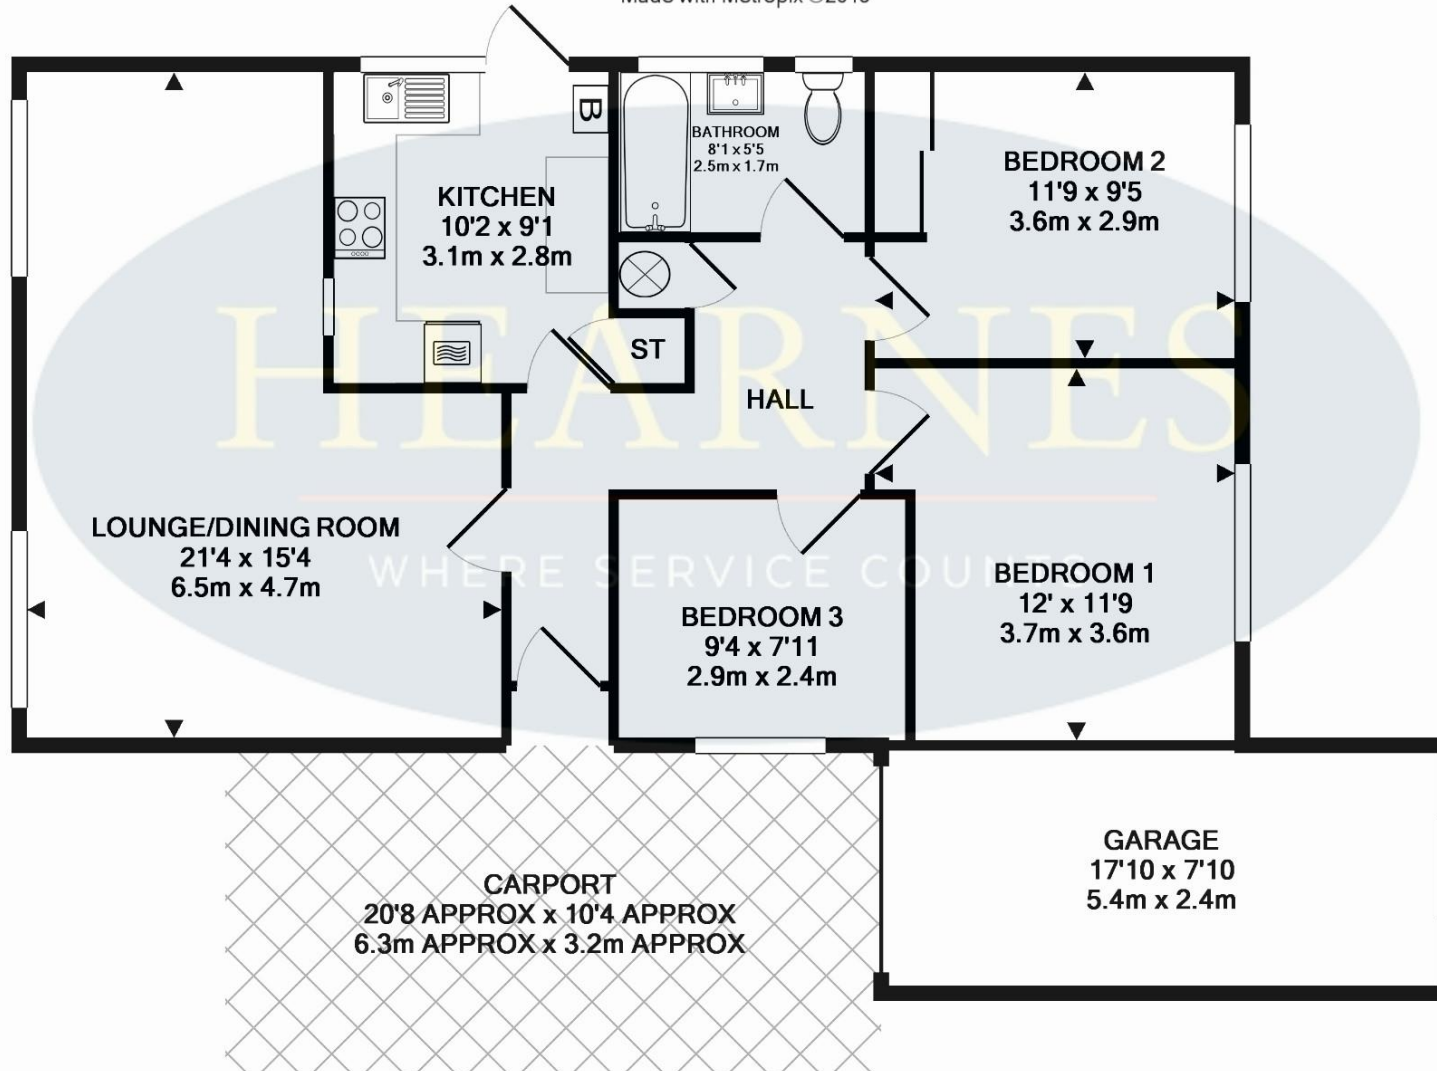 KITCHEN
10'2 x 9'1
3.1m x 2.8m
B
BATHROOM
8'1 x 5'5
2.5m x 1.7m
BEDROOM 2
11'9 x 9'5
3.6m x 2.9m
ST
HALL
HEARNES
WHERE SERVICE COUNTS
LOUNGE/DINING ROOM
21'4 x 15'4
6.5m x 4.7m
BEDROOM 3
9'4 x 7'11
2.9m x 2.4m
BEDROOM 1
12' x 11'9
3.7m x 3.6m
CARPORT
20'8 APPROX x 10'4 APPROX
6.3m APPROX x 3.2m APPROX
GARAGE
17'10 x 7'10
5.4m x 2.4m